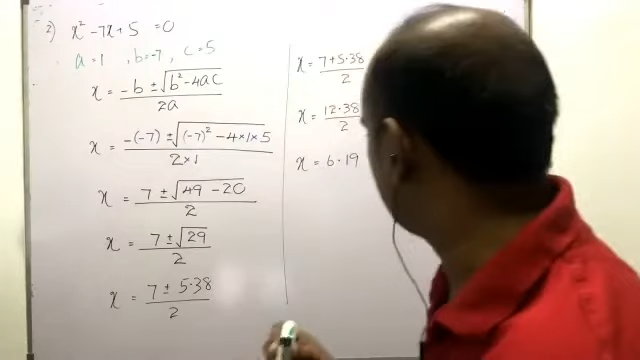 2) x² - 7x + 5 = 0
a = 1 , b = -7 , c = 5
x = -b ± √(b² - 4ac) / 2a
x = -(-7) ± √((-7)² - 4×1×5) / 2×1
x = 7 ± √(49 - 20) / 2
x = 7 ± √29 / 2
x = 7 ± 5.38 / 2
x = 7 + 5.38 / 2
x = 12.38 / 2
x = 6.19